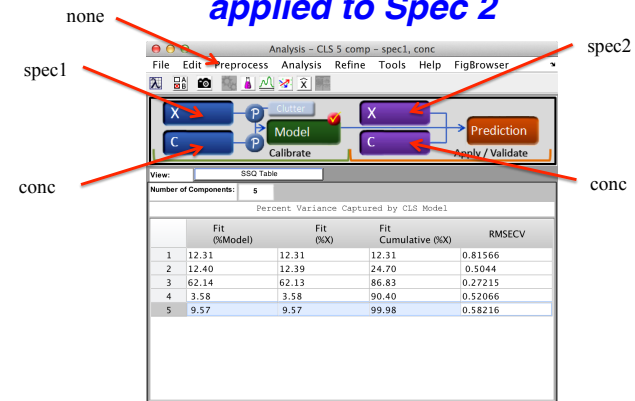 applied to Spec 2
none
Analysis – CLS 5 comp – spec1, conc
spec2
File Edit Preprocess Analysis Refine Tools Help FigBrowser
spec1
X P Clutter X
Model Prediction
C P C
Calibrate Apply / Validate
View: SSQ Table
conc conc
Number of Components: 5
Percent Variance Captured by CLS Model
Fit Fit Fit RMSECV
(%Model) (%X) Cumulative (%X)
1 12.31 12.31 12.31 0.81566
2 12.40 12.39 24.70 0.5044
3 62.14 62.13 86.83 0.27215
4 3.58 3.58 90.40 0.52066
5 9.57 9.57 99.98 0.58216